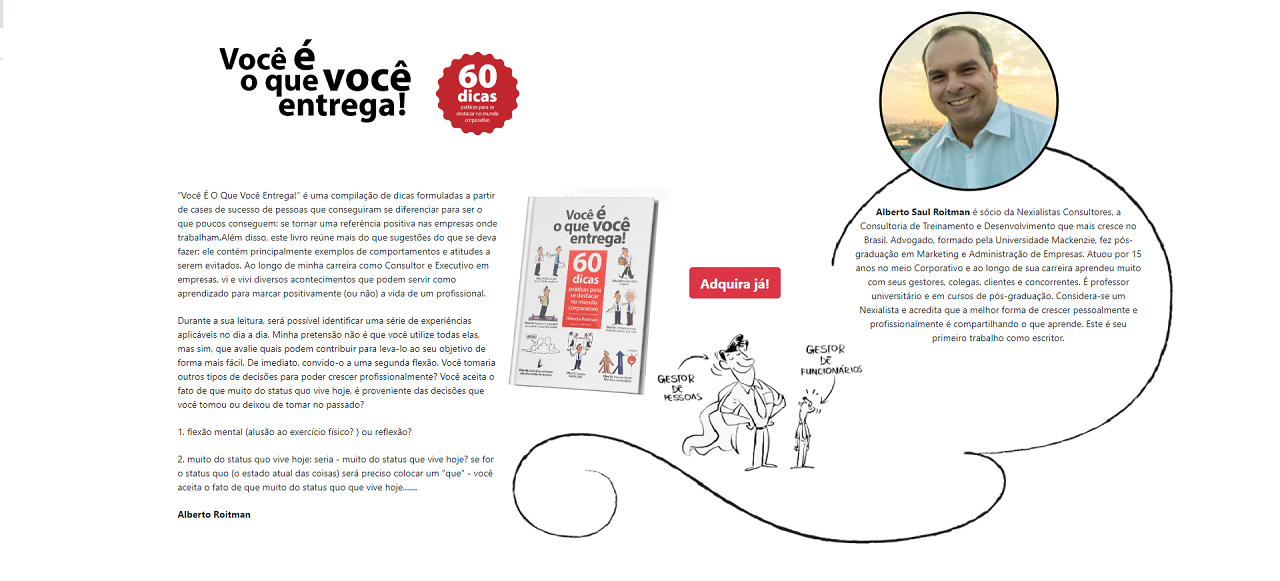 Você é
o que você
entrega!
60
dicas
práticas para se
destacar no mundo
corporativo
“Você É O Que Você Entrega!” é uma compilação de dicas formuladas a partir
de cases de sucesso de pessoas que conseguiram se diferenciar para ser o
que poucos conseguem: se tornar uma referência positiva nas empresas onde
trabalham.Além disso, este livro reúne mais do que sugestões do que se deva
fazer: ele contém principalmente exemplos de comportamentos e atitudes a
serem evitados. Ao longo de minha carreira como Consultor e Executivo em
empresas, vi e vivi diversos acontecimentos que podem servir como
aprendizado para marcar positivamente (ou não) a vida de um profissional.
Durante a sua leitura, será possível identificar uma série de experiências
aplicáveis no dia a dia. Minha pretensão não é que você utilize todas elas,
mas sim, que avalie quais podem contribuir para leva-lo ao seu objetivo de
forma mais fácil. De imediato, convido-o a uma segunda flexão. Você tomaria
outros tipos de decisões para poder crescer profissionalmente? Você aceita o
fato de que muito do status quo vive hoje, é proveniente das decisões que
você tomou ou deixou de tomar no passado?
1. flexão mental (alusão ao exercício físico? ) ou reflexão?
2. muito do status quo vive hoje: seria - muito do status que vive hoje? se for
o status quo (o estado atual das coisas) será preciso colocar um "que" - você
aceita o fato de que muito do status quo que vive hoje.......
Alberto Roitman
Você é
o que você
entrega!
60
dicas
práticas para
se destacar
no mundo
corporativo
Alberto Roitman
Adquira já!
GESTOR
DE
PESSOAS
GESTOR
DE
FUNCIONÁRIOS
Alberto Saul Roitman é sócio da Nexialistas Consultores, a
Consultoria de Treinamento e Desenvolvimento que mais cresce no
Brasil. Advogado, formado pela Universidade Mackenzie, fez pós-
graduação em Marketing e Administração de Empresas. Atuou por 15
anos no meio Corporativo e ao longo de sua carreira aprendeu muito
com seus gestores, colegas, clientes e concorrentes. É professor
universitário e em cursos de pós-graduação. Considera-se um
Nexialista e acredita que a melhor forma de crescer pessoalmente e
profissionalmente é compartilhando o que aprende. Este é seu
primeiro trabalho como escritor.